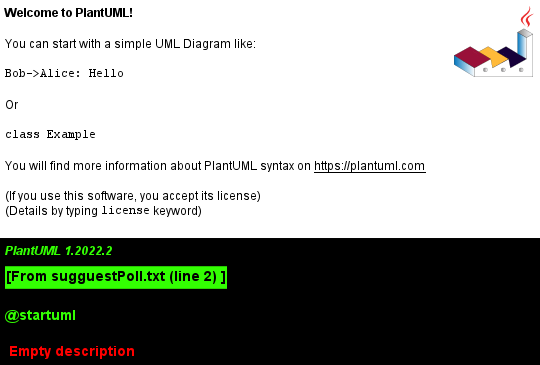 Welcome to PlantUML!
You can start with a simple UML Diagram like:
Bob->Alice: Hello
Or
class Example
You will find more information about PlantUML syntax on https://plantuml.com
(If you use this software, you accept its license)
(Details by typing license keyword)
PlantUML 1.2022.2
[From sugguestPoll.txt (line 2) ]
@startuml
Empty description